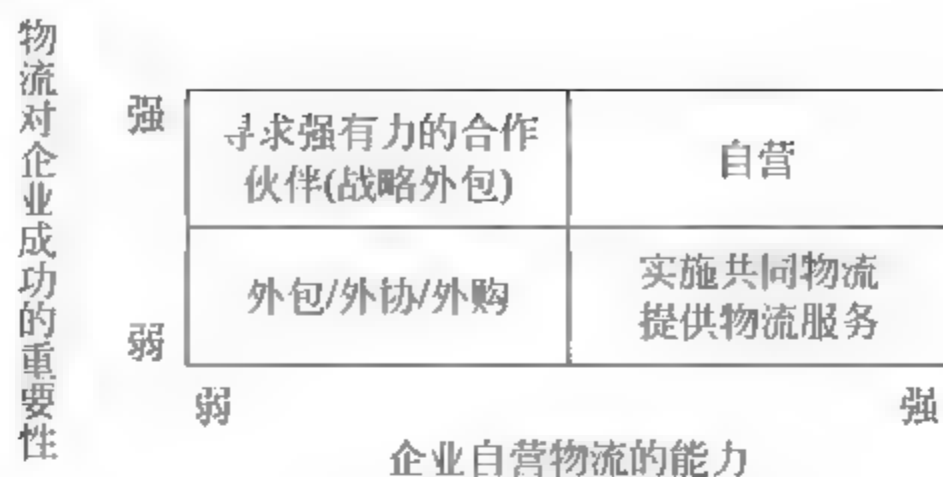 物流对企业成功的重要性
强
寻求强有力的合作
伙伴(战略外包)
自营
外包/外协/外购
实施共同物流
提供物流服务
弱
弱
强
企业自营物流的能力